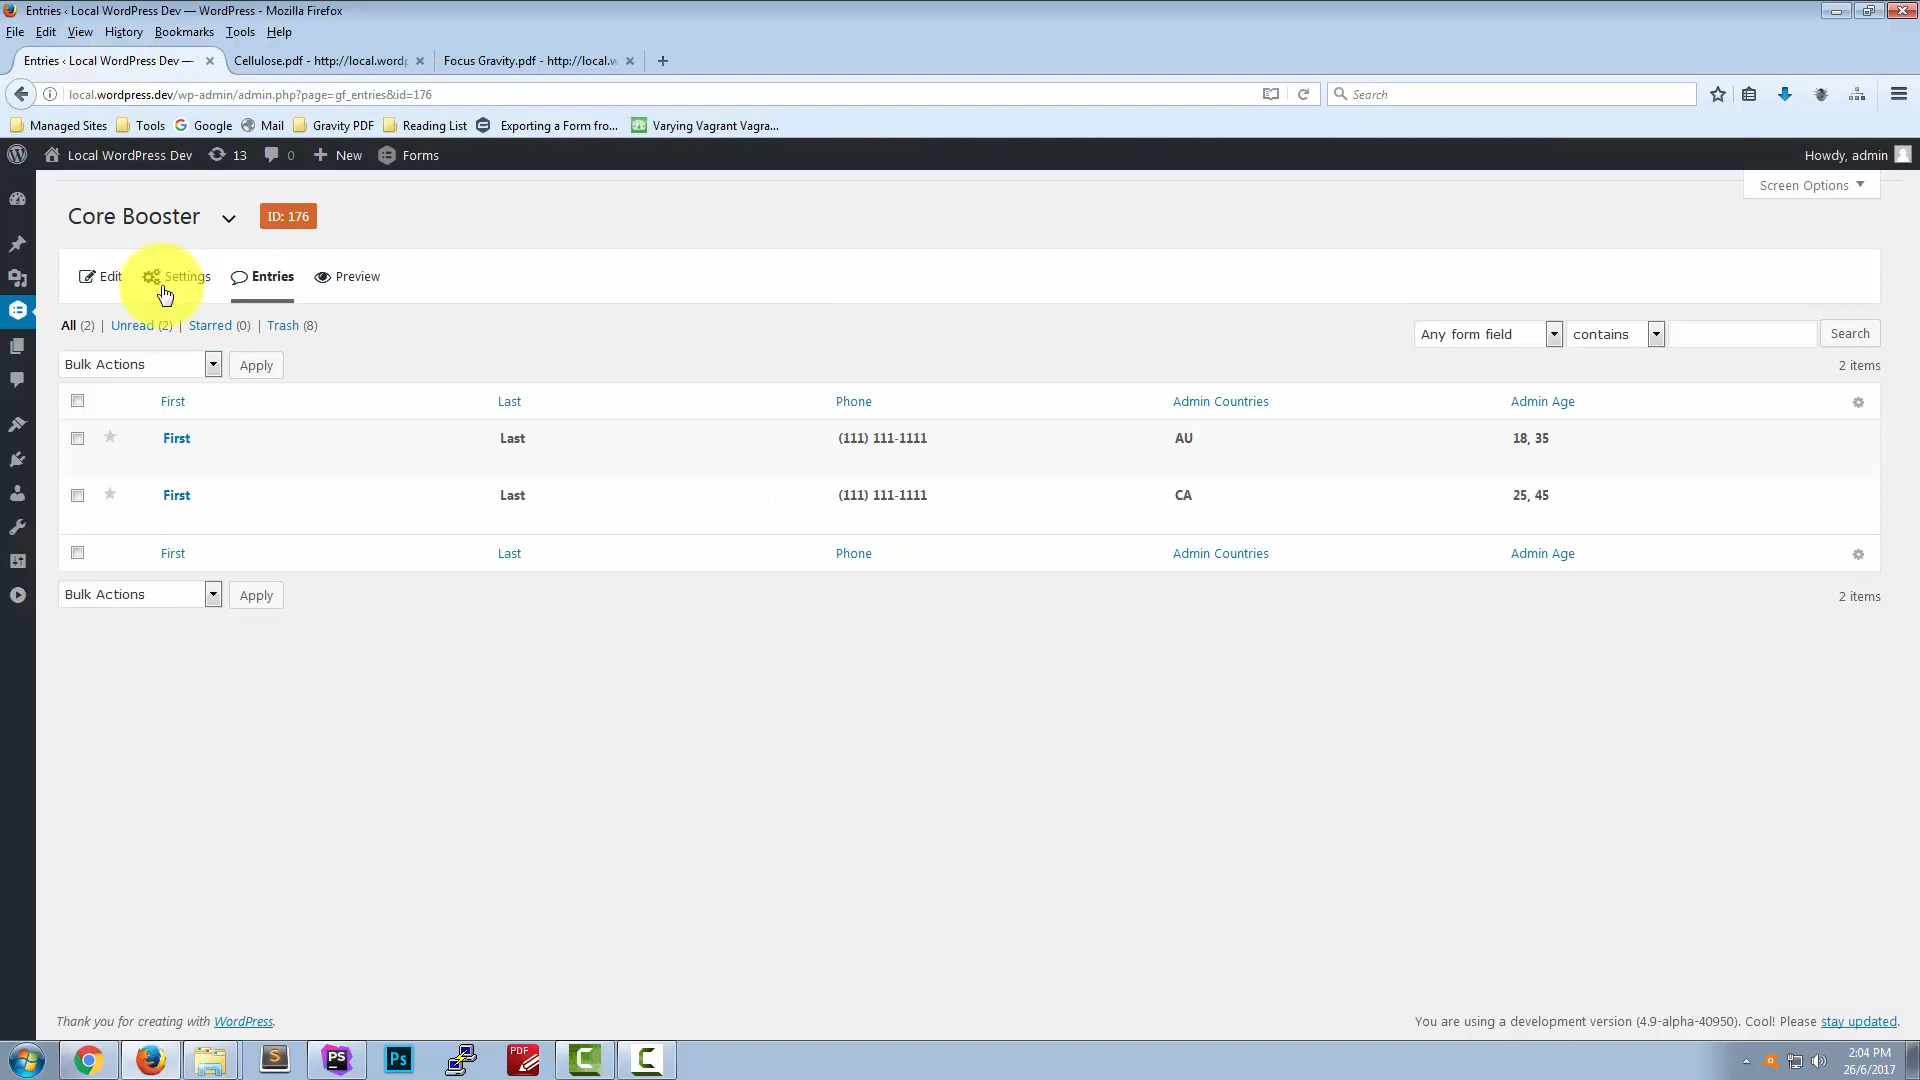 Entries ‹ Local WordPress Dev — WordPress - Mozilla Firefox
File Edit View History Bookmarks Tools Help
Entries ‹ Local WordPress Dev — Cellulose.pdf - http://local.wordp Focus Gravity.pdf - http://local.w
local.wordpress.dev/wp-admin/admin.php?page=gf_entries&id=176 Search
Managed Sites Tools Google Mail Gravity PDF Reading List Exporting a Form fro... Varying Vagrant Vagra...
Local WordPress Dev 13 0 New Forms Howdy, admin
Screen Options
Core Booster ID: 176
Edit Settings Entries Preview
All (2) | Unread (2) | Starred (0) | Trash (8)
Any form field contains Search
Bulk Actions Apply 2 items
First Last Phone Admin Countries Admin Age
First Last (111) 111-1111 AU 18, 35
First Last (111) 111-1111 CA 25, 45
First Last Phone Admin Countries Admin Age
Bulk Actions Apply 2 items
Thank you for creating with WordPress. You are using a development version (4.9-alpha-40950). Cool! Please stay updated.
S PS Ps PDF C C
2:04 PM
26/6/2017